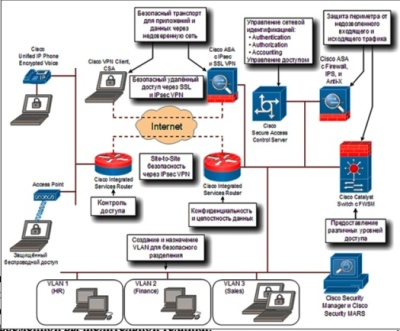 Безопасный транспорт
для приложений и
данных через
недоверенную сеть
Управление сетевой
идентификацией:
- Authentication
- Authorization
- Accounting
Управление доступом
Защита периметра от
недозволенного
входящего и
исходящего трафика
Cisco
Unified IP Phone
Encrypted Voice
Cisco VPN Client,
CSA
Cisco ASA
с IPsec
и SSL VPN
Cisco ASA
с Firewall,
IPS, и
Anti-X
Безопасный удалённый
доступ через SSL
и IPsec VPN
Internet
Cisco
Secure Access
Control Server
Site-to-Site
безопасность
через IPsec VPN
Cisco Integrated
Services Router
Cisco Integrated
Services Router
Cisco Catalyst
Switch с FWSM
Access Point
Контроль
доступа
Конфиденциальность
и целостность данных
Предоставление
различных уровней
доступа
Защищённый
беспроводной доступ
Создание и назначение
VLAN для безопасного
разделения
VLAN 1
(HR)
VLAN 2
(Finance)
VLAN 3
(Sales)
Cisco Security
Manager и Cisco
Security MARS